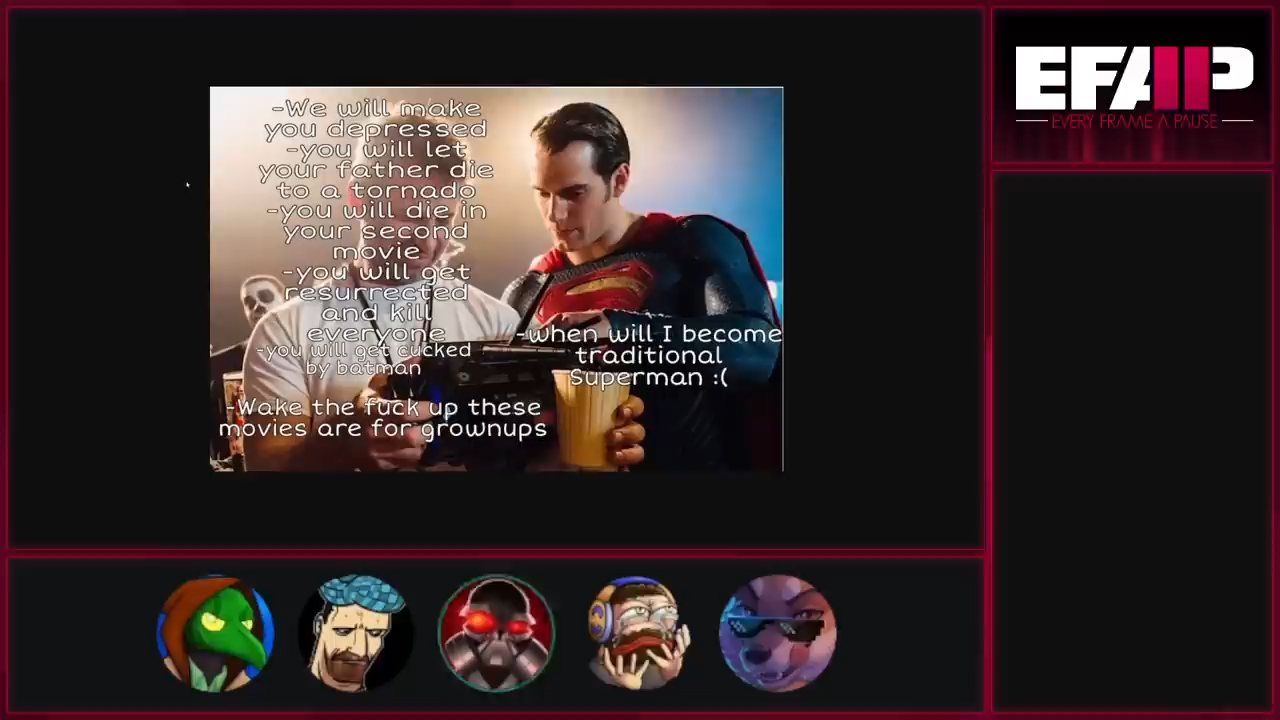 -We will make
you depressed
-you will let
your father die
to a tornado
-you will die in
your second
movie
-you will get
resurrected
and kill
everyone
-you will get cucked
by batman
-when will I become
traditional
Superman :(
-Wake the fuck up these
movies are for grownups
EFAP
EVERY FRAME A PAUSE